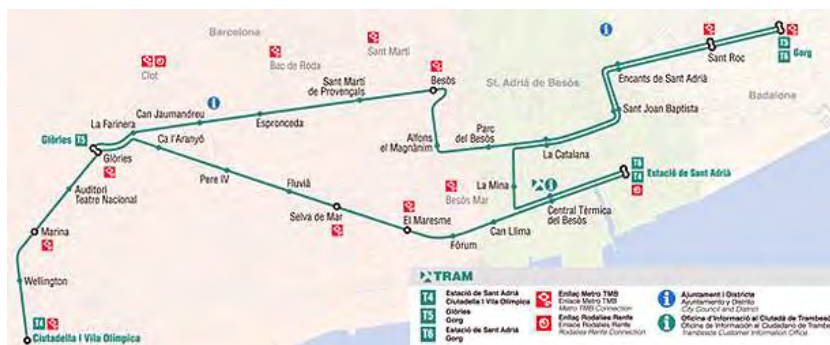 Barcelona
Sant Martí
Bac de Roda
Clot
Besòs
Sant Martí
de Provençals
Can Jaumandreu
Espronceda
La Farinera
Ca l'Aranyó
Glòries T5
Glòries
Pere IV
Auditori
Teatro Nacional
Fluvià
Selva de Mar
Marina
El Maresme
Besòs Mar
Wellington
T4
Ciutadella I Vila Olímpica
St. Adrià de Besòs
Alfons
el Magnànim
Parc
del Besòs
La Catalana
La Mina
Fòrum
Can Llima
Central Tèrmica
del Besòs
T6
T4
Estació de Sant Adrià
Sant Joan Baptista
Encants de Sant Adrià
Sant Roc
T5
T6
Gorg
Badalona
TRAM
T4
Estació de Sant Adrià
Ciutadella I Vila Olímpica
T5
Glòries
Gorg
T6
Estació de Sant Adrià
Gorg
Enllaç Metro TMB
Enlace Metro TMB
Metro TMB Connection
Enllaç Rodalies Renfe
Enlace Rodalies Renfe
Rodalies Renfe Connection
Ajuntament i Districte
Ayuntamiento y Distrito
City Council and District
Oficina d'Informació al Ciutadà de Trambesò
Oficina de Información al Ciudadano de Trambe
Trambesòs Customer Information Office